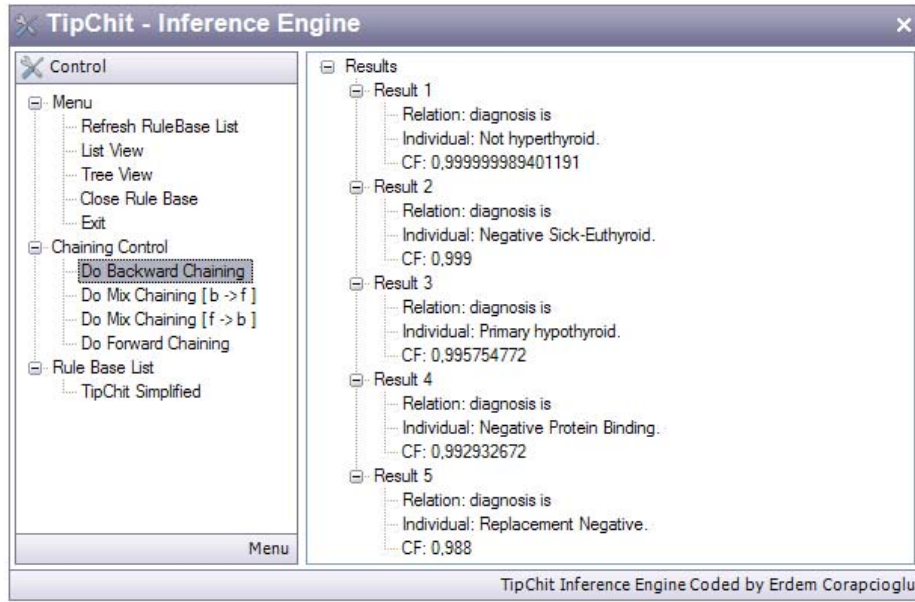 TipChit - Inference Engine
Control
Menu
Refresh RuleBase List
List View
Tree View
Close Rule Base
Exit
Chaining Control
Do Backward Chaining
Do Mix Chaining [ b -> f ]
Do Mix Chaining [ f -> b ]
Do Forward Chaining
Rule Base List
TipChit Simplified
Menu
Results
Result 1
Relation: diagnosis is
Individual: Not hyperthyroid.
CF: 0,999999989401191
Result 2
Relation: diagnosis is
Individual: Negative Sick-Euthyroid.
CF: 0,999
Result 3
Relation: diagnosis is
Individual: Primary hypothyroid.
CF: 0,995754772
Result 4
Relation: diagnosis is
Individual: Negative Protein Binding.
CF: 0,992932672
Result 5
Relation: diagnosis is
Individual: Replacement Negative.
CF: 0,988
TipChit Inference Engine Coded by Erdem Corapcioglu